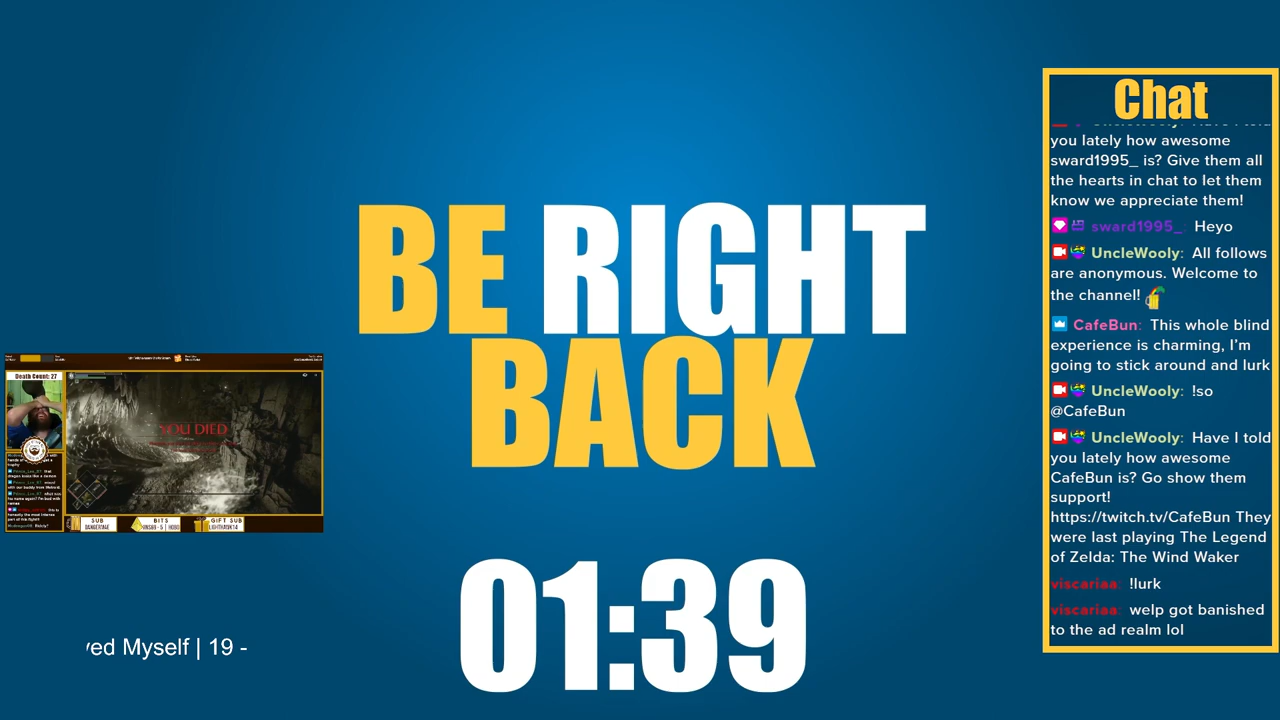 BE RIGHT
BACK
01:39
Chat
you lately how awesome
sward1995_ is? Give them all
the hearts in chat to let them
know we appreciate them!
sward1995_: Heyo
UncleWooly: All follows
are anonymous. Welcome to
the channel!
CafeBun: This whole blind
experience is charming, I'm
going to stick around and lurk
UncleWooly: !so
@CafeBun
UncleWooly: Have I told
you lately how awesome
CafeBun is? Go show them
support!
https://twitch.tv/CafeBun They
were last playing The Legend
of Zelda: The Wind Waker
viscariaa: !lurk
viscariaa: welp got banished
to the ad realm lol
Death Count: 27
YOU DIED
SUB
BITS
GIFT SUB
ved Myself | 19 -